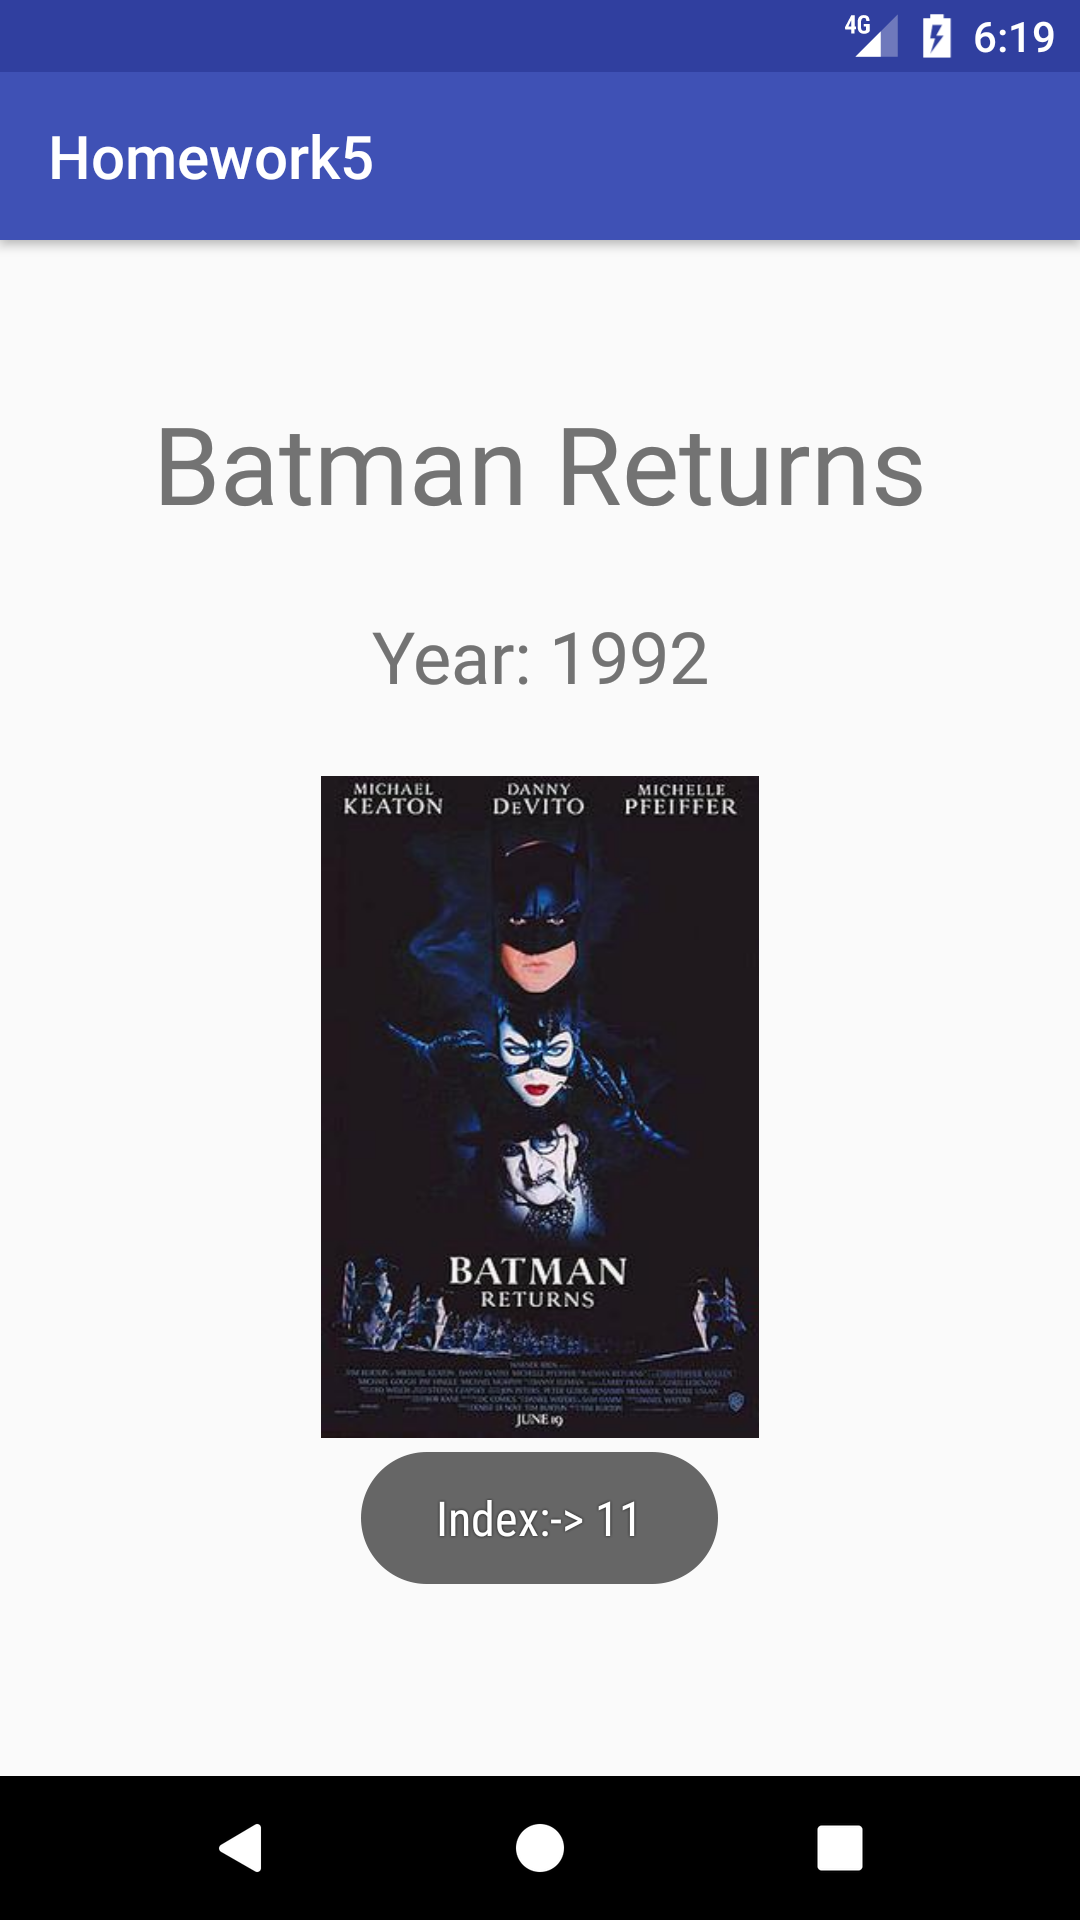 4G 6:19
Homework5
Batman Returns
Year: 1992
MICHAEL DANNY MICHELLE
KEATON DEVITO PFEIFFER
BATMAN
RETURNS
JUNE 19
Index:-> 11